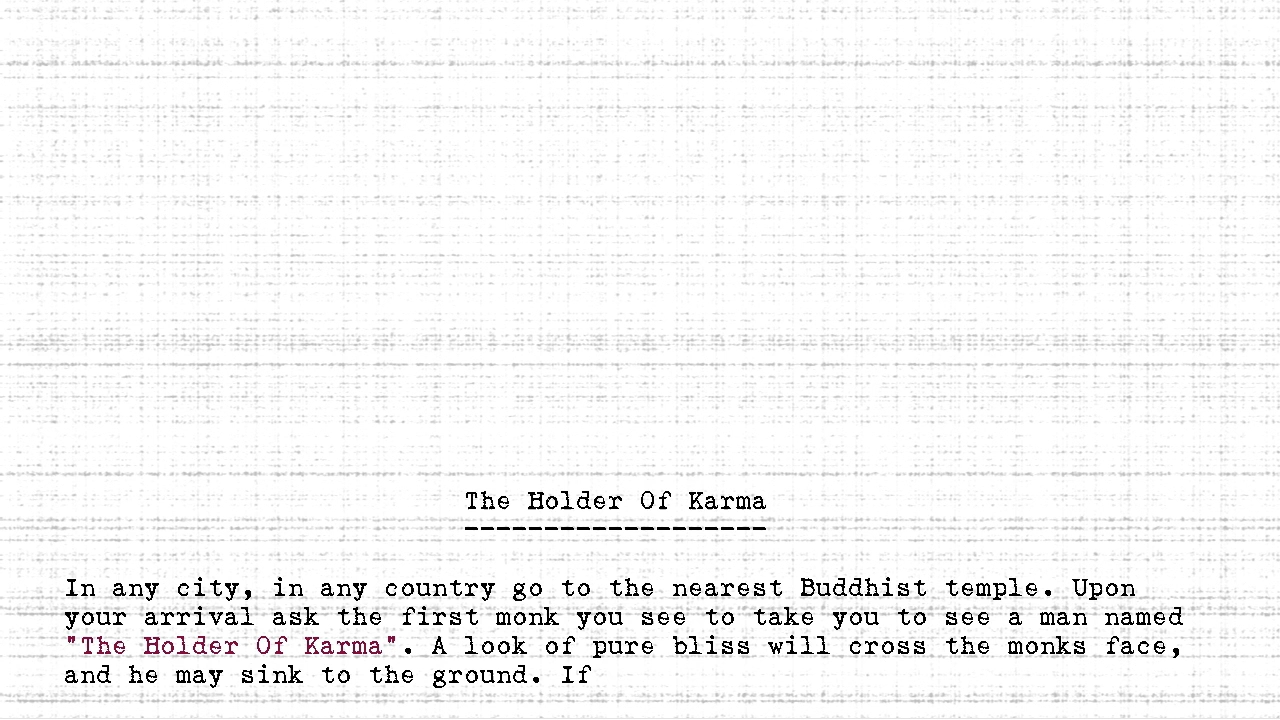 The Holder Of Karma
-------------------
In any city, in any country go to the nearest Buddhist temple. Upon
your arrival ask the first monk you see to take you to see a man named
"The Holder Of Karma". A look of pure bliss will cross the monks face,
and he may sink to the ground. If